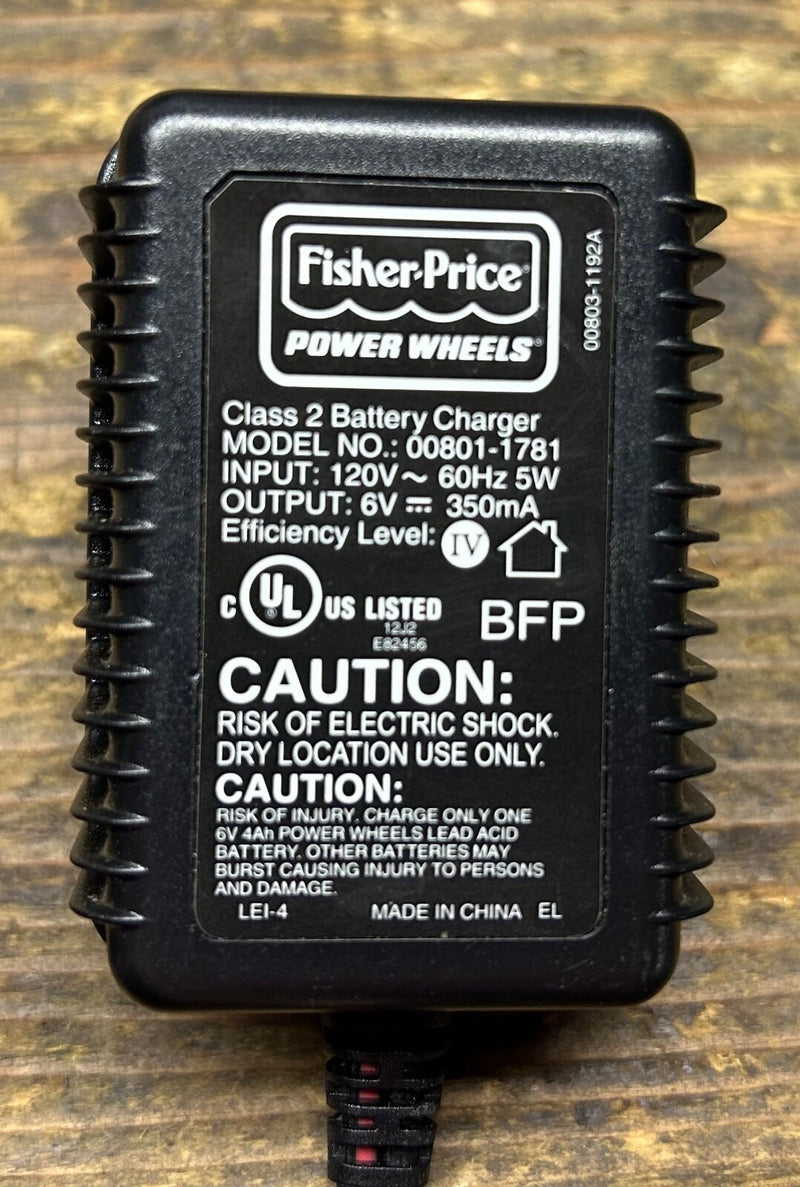 Fisher-Price®
POWER WHEELS®
00803-1192A
Class 2 Battery Charger
MODEL NO.: 00801-1781
INPUT: 120V~ 60Hz 5W
OUTPUT: 6V⎓ 350mA
Efficiency Level: IV
C UL® US LISTED
12J2
E82456
BFP
CAUTION:
RISK OF ELECTRIC SHOCK.
DRY LOCATION USE ONLY.
CAUTION:
RISK OF INJURY. CHARGE ONLY ONE
6V 4Ah POWER WHEELS LEAD ACID
BATTERY. OTHER BATTERIES MAY
BURST CAUSING INJURY TO PERSONS
AND DAMAGE.
LEI-4 MADE IN CHINA EL